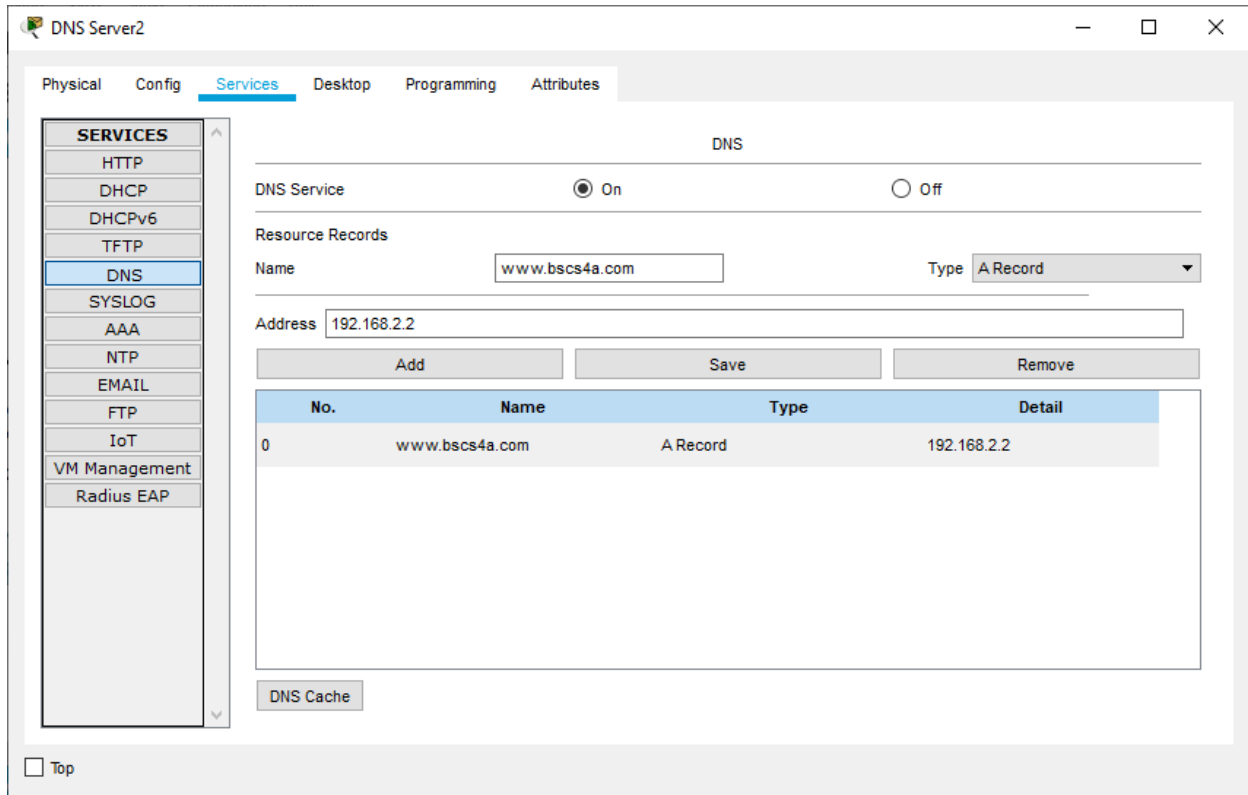 DNS Server2
Physical Config Services Desktop Programming Attributes
SERVICES
HTTP
DHCP
DHCPv6
TFTP
DNS
SYSLOG
AAA
NTP
EMAIL
FTP
IoT
VM Management
Radius EAP
DNS
DNS Service On Off
Resource Records
Name www.bscs4a.com Type A Record
Address 192.168.2.2
Add Save Remove
No. Name Type Detail
0 www.bscs4a.com A Record 192.168.2.2
DNS Cache
Top